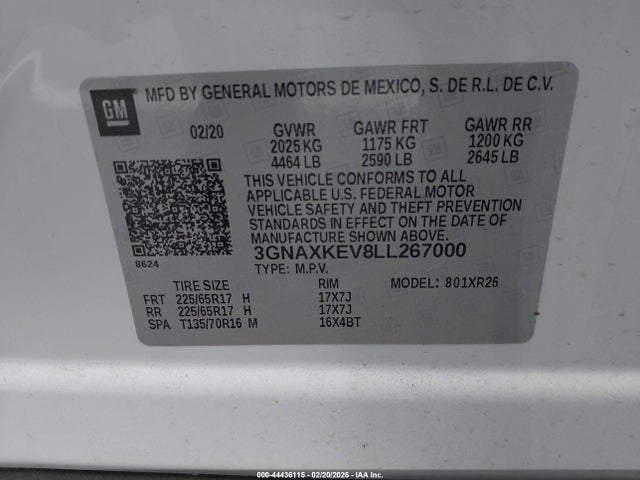 GM
MFD BY GENERAL MOTORS DE MEXICO, S. DE R.L. DE C.V.
02/20 GVWR GAWR FRT GAWR RR
2025 KG 1175 KG 1200 KG
4464 LB 2590 LB 2645 LB
THIS VEHICLE CONFORMS TO ALL
APPLICABLE U.S. FEDERAL MOTOR
VEHICLE SAFETY AND THEFT PREVENTION
STANDARDS IN EFFECT ON THE DATE OF
MANUFACTURE SHOWN ABOVE.
8624 3GNAXKEV8LL267000
TYPE: M.P.V.
TIRE SIZE RIM MODEL: 801XR26
FRT 225/65R17 H 17X7J
RR 225/65R17 H 17X7J
SPA T135/70R16 M 16X4BT
000-44436115 - 02/20/2026 - IAAI, Inc.